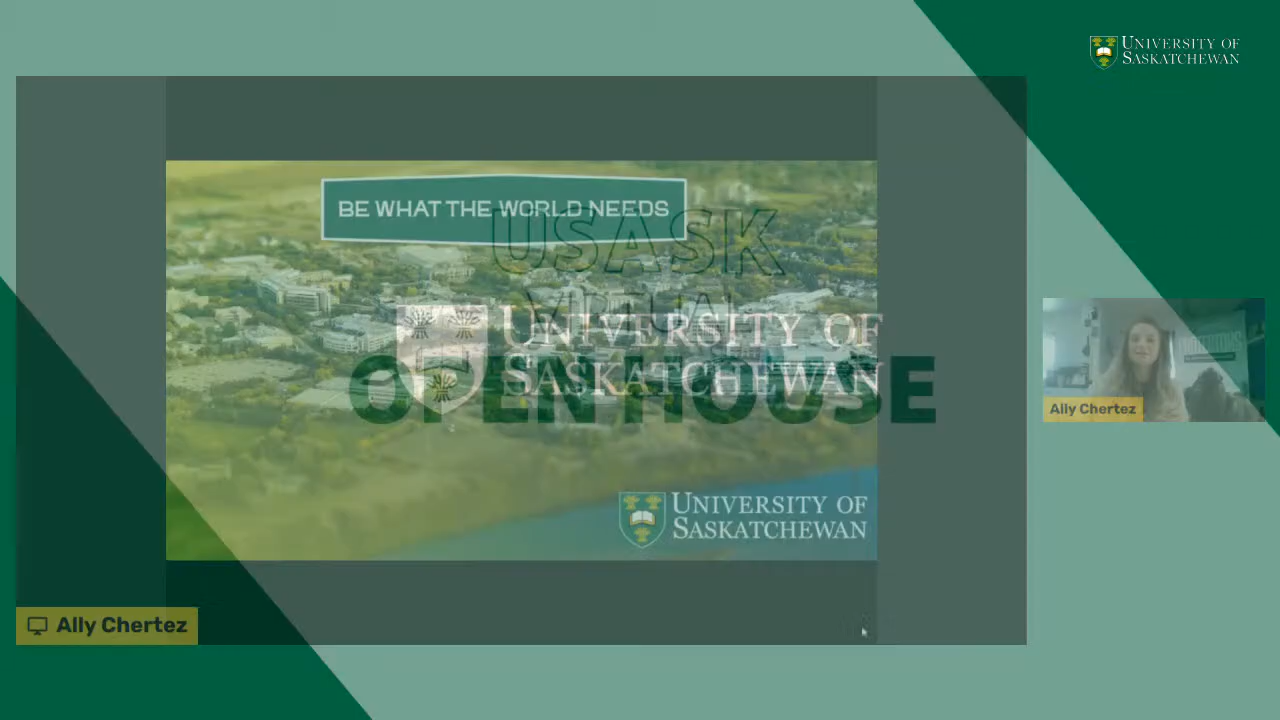 UNIVERSITY OF
SASKATCHEWAN
BE WHAT THE WORLD NEEDS
USASK
VIRTUAL
OPEN HOUSE
UNIVERSITY OF
SASKATCHEWAN
UNIVERSITY OF
SASKATCHEWAN
Ally Chertez
Ally Chertez